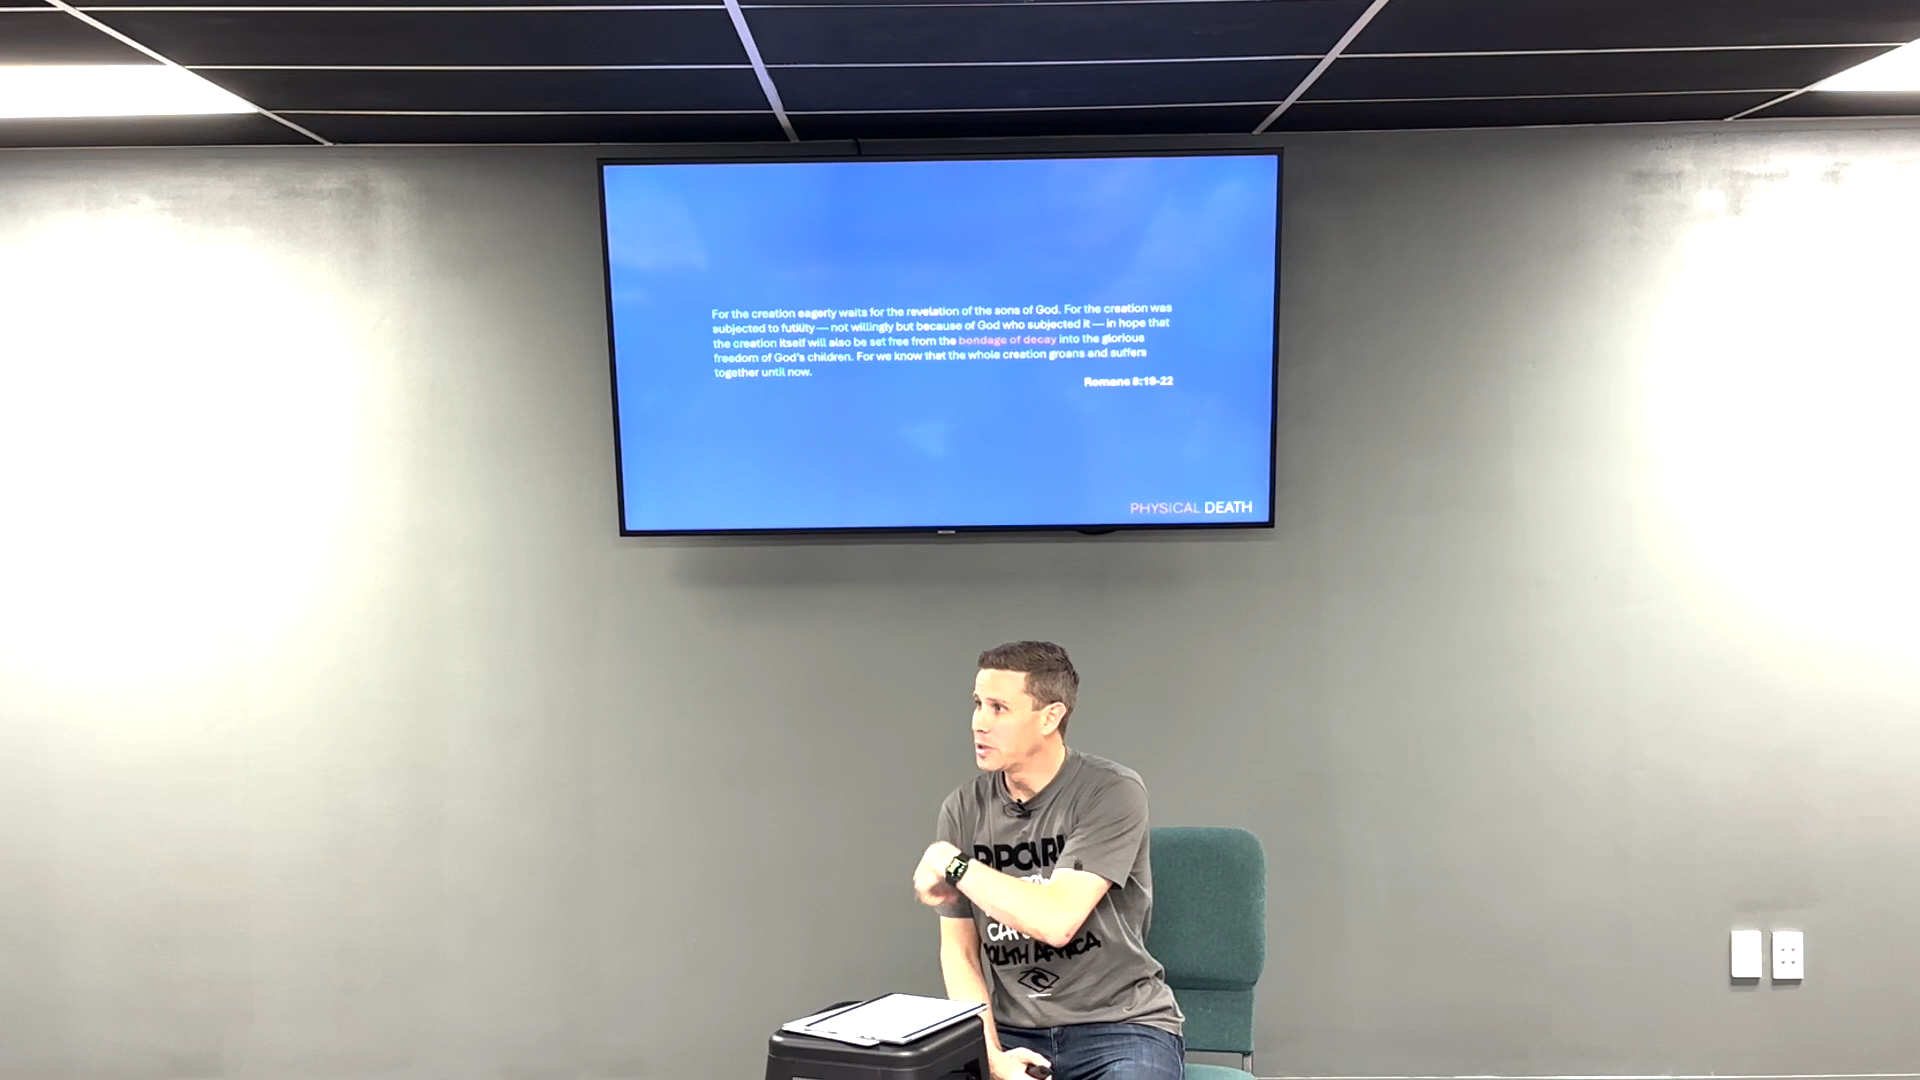 For the creation eagerly waits for the revelation of the sons of God. For the creation was
subjected to futility — not willingly but because of God who subjected it — in hope that
the creation itself will also be set free from the bondage of decay into the glorious
freedom of God's children. For we know that the whole creation groans and suffers
together until now.
Romans 8:19-22
PHYSICAL DEATH
RIPCURL
SOUTH AFRICA